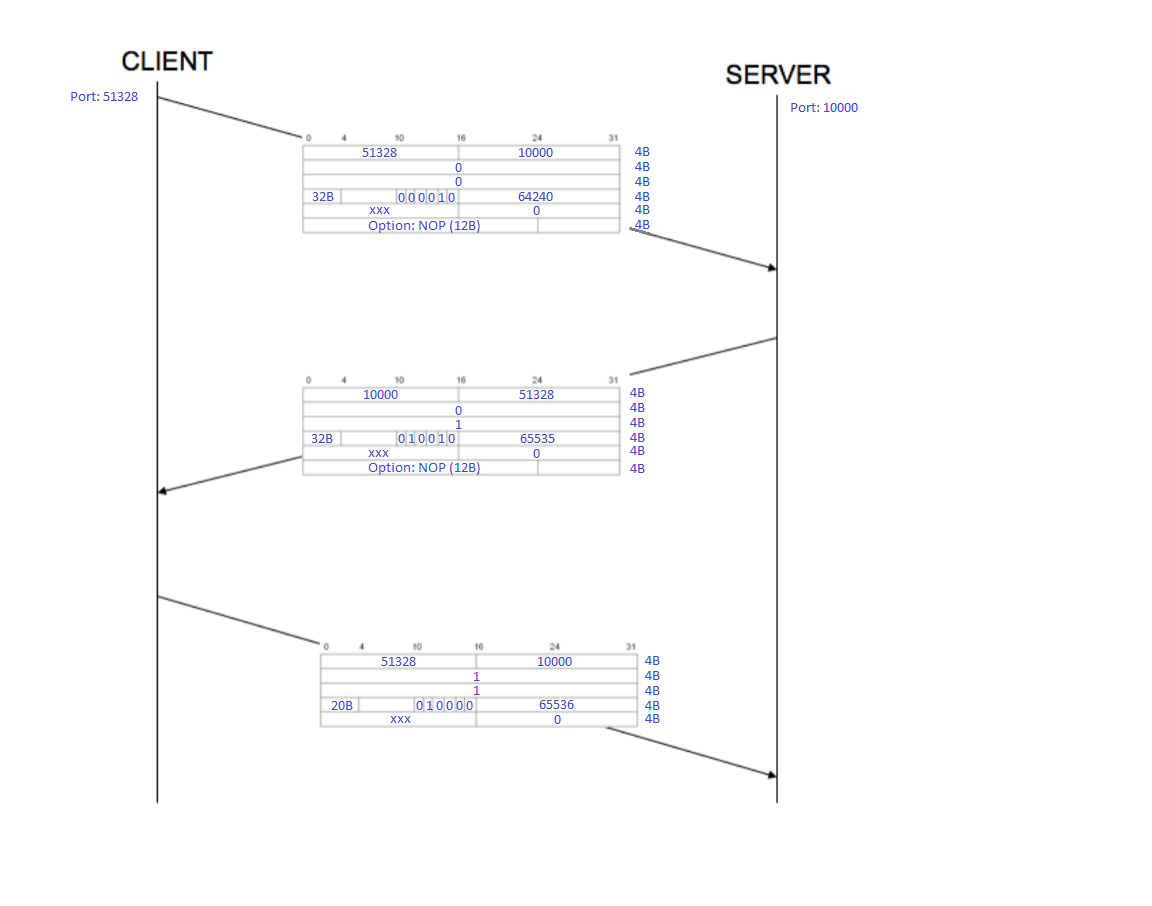 CLIENT
SERVER
Port: 51328
Port: 10000
0 4 10 16 24 31
51328 10000 4B
0 4B
0 4B
32B 0 0 0 0 1 0 64240 4B
xxx 0 4B
Option: NOP (12B) 4B
0 4 10 16 24 31
10000 51328 4B
0 4B
1 4B
32B 0 1 0 0 1 0 65535 4B
xxx 0 4B
Option: NOP (12B) 4B
0 4 10 16 24 31
51328 10000 4B
1 4B
1 4B
20B 0 1 0 0 0 0 65536 4B
xxx 0 4B